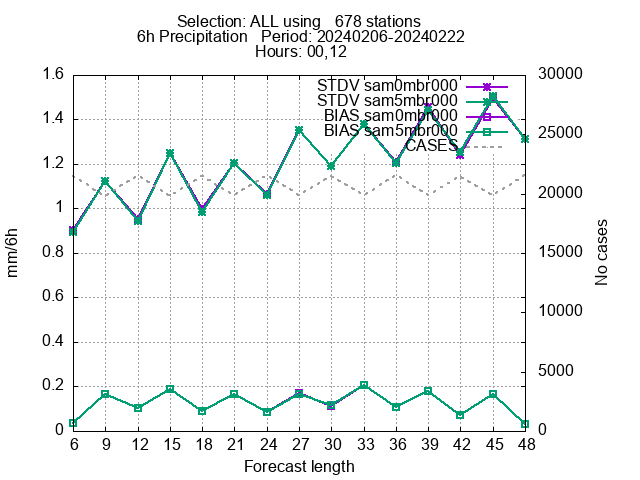 Selection: ALL using   678 stations
6h Precipitation   Period: 20240206-20240222
Hours: 00,12
STDV sam0mbr000
STDV sam5mbr000
BIAS sam0mbr000
BIAS sam5mbr000
CASES
1.6
1.4
1.2
1
0.8
0.6
0.4
0.2
0
mm/6h
30000
25000
20000
15000
10000
5000
0
No cases
6 9 12 15 18 21 24 27 30 33 36 39 42 45 48
Forecast length